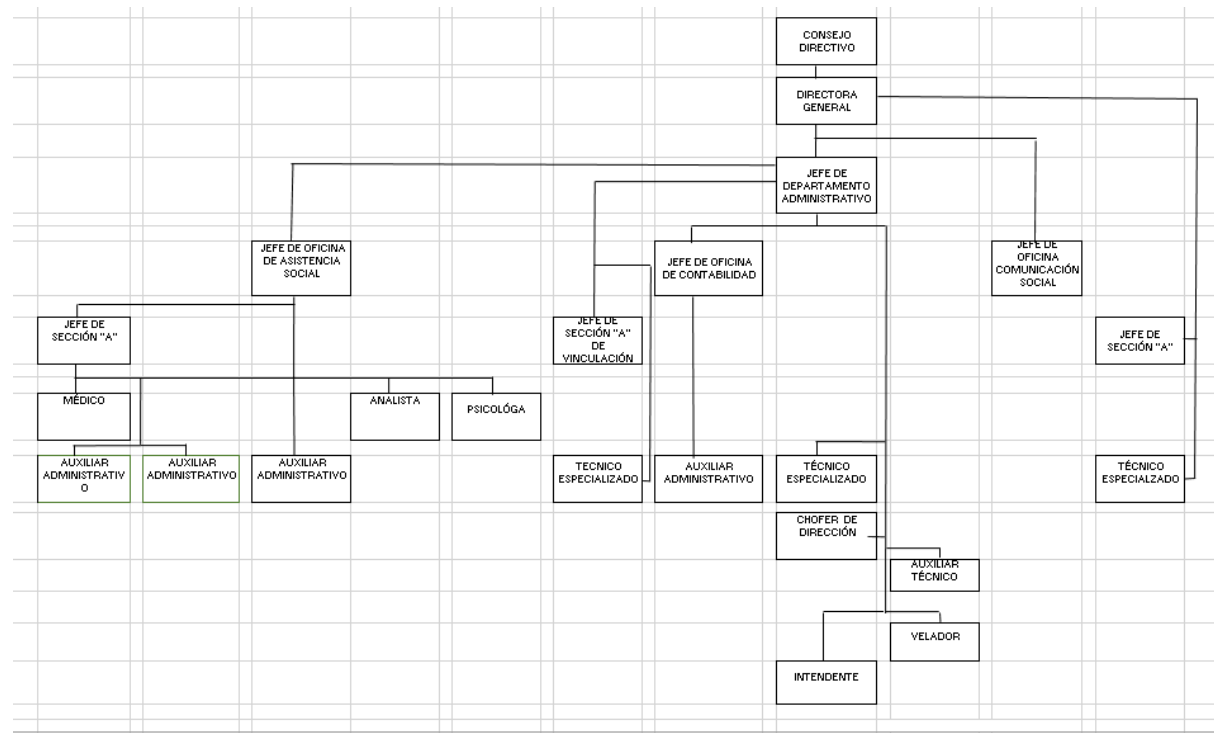 CONSEJO
DIRECTIVO
DIRECTORA
GENERAL
JEFE DE
DEPARTAMENTO
ADMINISTRATIVO
JEFE DE OFICINA
DE ASISTENCIA
SOCIAL
JEFE DE OFICINA
DE CONTABILIDAD
JEFE DE
OFICINA
COMUNICACIÓN
SOCIAL
JEFE DE
SECCIÓN "A"
JEFE DE
SECCIÓN "A"
DE
VINCULACIÓN
JEFE DE
SECCIÓN "A"
MÉDICO
ANALISTA
PSICOLÓGA
AUXILIAR
ADMINISTRATIV
O
AUXILIAR
ADMINISTRATIVO
AUXILIAR
ADMINISTRATIVO
TECNICO
ESPECIALIZADO
AUXILIAR
ADMINISTRATIVO
TÉCNICO
ESPECIALIZADO
TÉCNICO
ESPECIALZADO
CHOFER DE
DIRECCIÓN
AUXILIAR
TÉCNICO
VELADOR
INTENDENTE